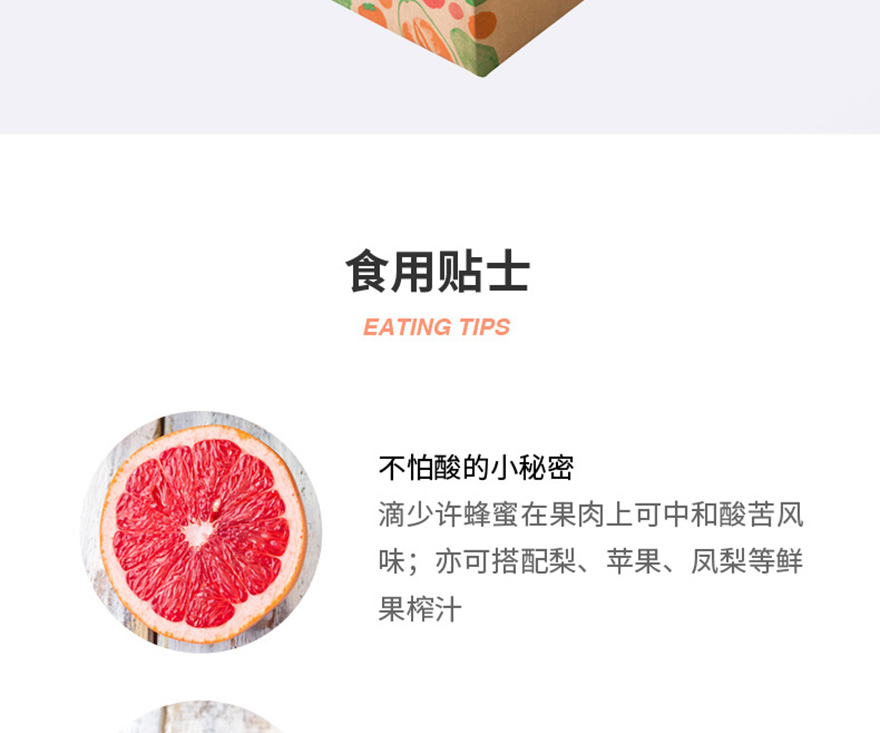 食用贴士
EATING TIPS
不怕酸的小秘密
滴少许蜂蜜在果肉上可中和酸苦风
味；亦可搭配梨、苹果、凤梨等鲜
果榨汁